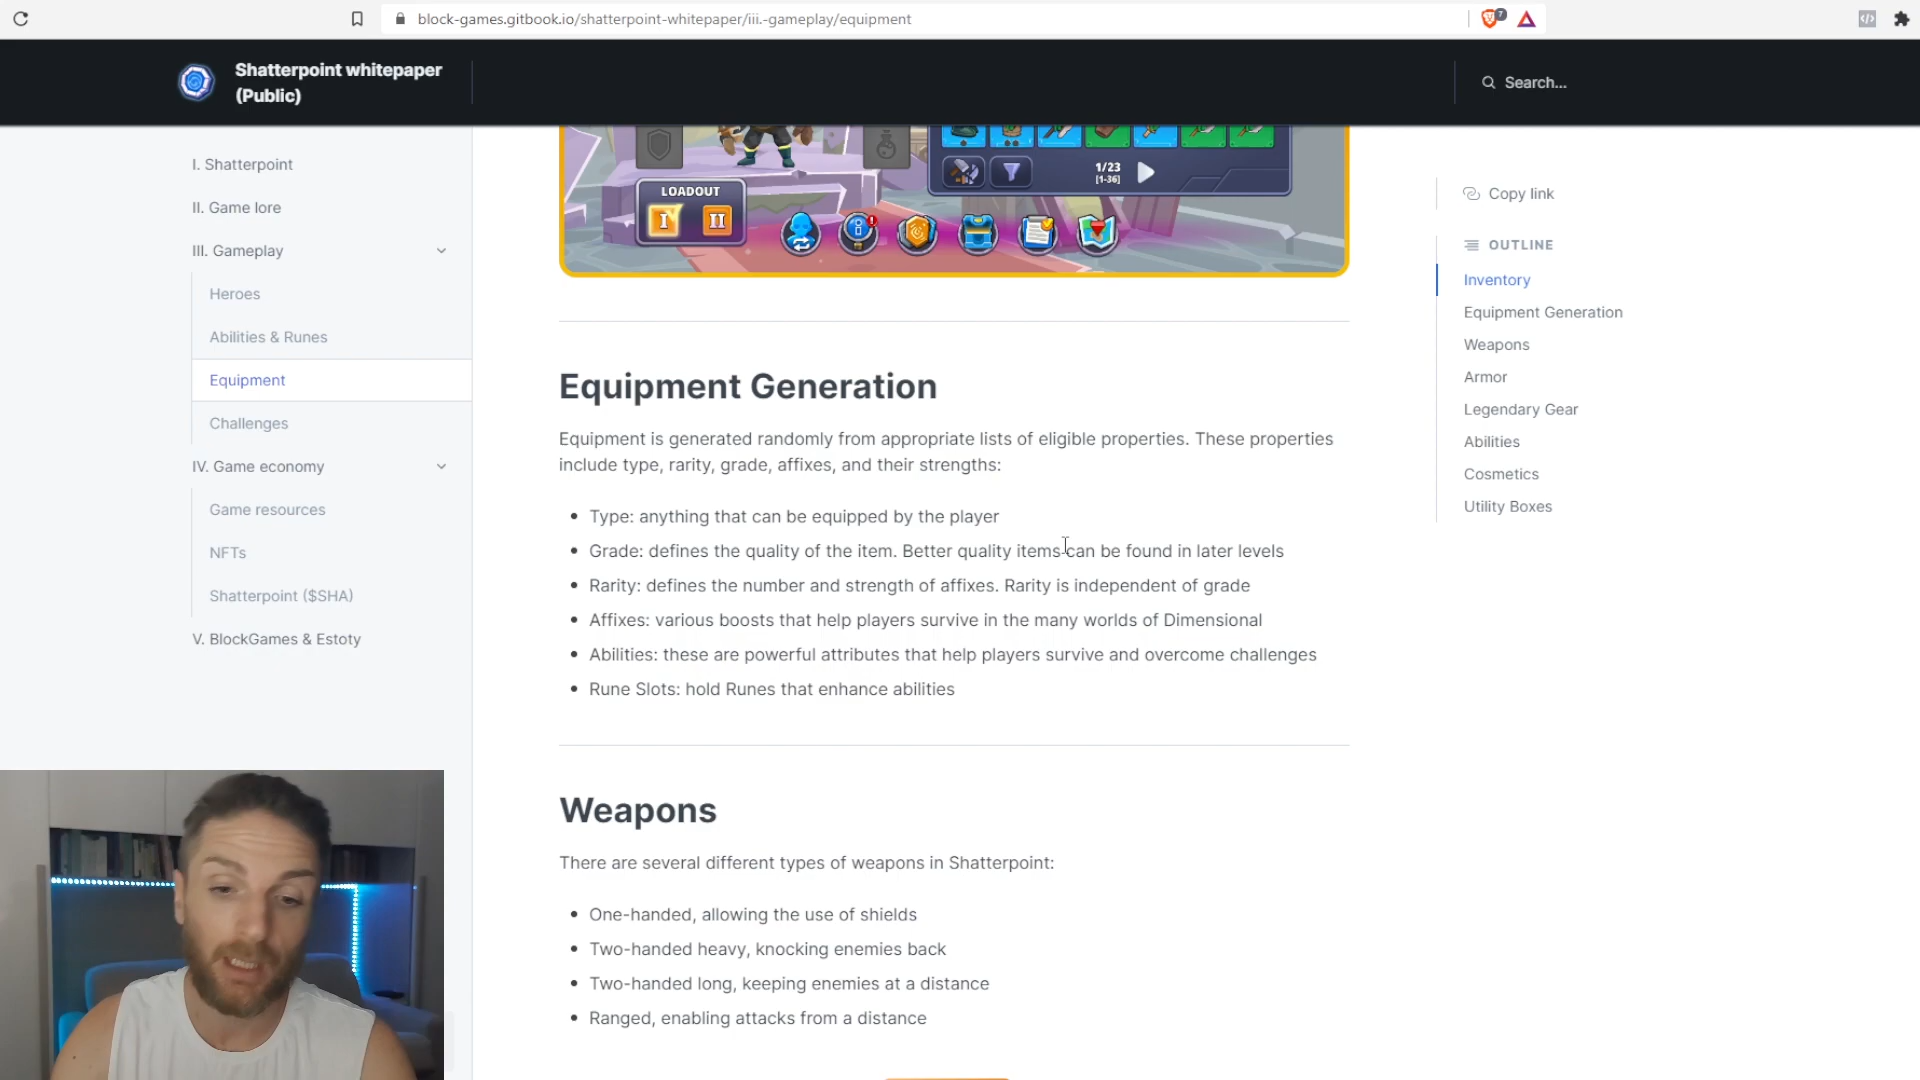 block-games.gitbook.io/shatterpoint-whitepaper/iii.-gameplay/equipment
7
Shatterpoint whitepaper
(Public)
Search...
I. Shatterpoint
II. Game lore
III. Gameplay
Heroes
Abilities & Runes
Equipment
Challenges
IV. Game economy
Game resources
NFTs
Shatterpoint ($SHA)
V. BlockGames & Estoty
LOADOUT
I II
1/23
[1-36]
Equipment Generation
Equipment is generated randomly from appropriate lists of eligible properties. These properties
include type, rarity, grade, affixes, and their strengths:
• Type: anything that can be equipped by the player
• Grade: defines the quality of the item. Better quality items can be found in later levels
• Rarity: defines the number and strength of affixes. Rarity is independent of grade
• Affixes: various boosts that help players survive in the many worlds of Dimensional
• Abilities: these are powerful attributes that help players survive and overcome challenges
• Rune Slots: hold Runes that enhance abilities
Weapons
There are several different types of weapons in Shatterpoint:
• One-handed, allowing the use of shields
• Two-handed heavy, knocking enemies back
• Two-handed long, keeping enemies at a distance
• Ranged, enabling attacks from a distance
Copy link
OUTLINE
Inventory
Equipment Generation
Weapons
Armor
Legendary Gear
Abilities
Cosmetics
Utility Boxes